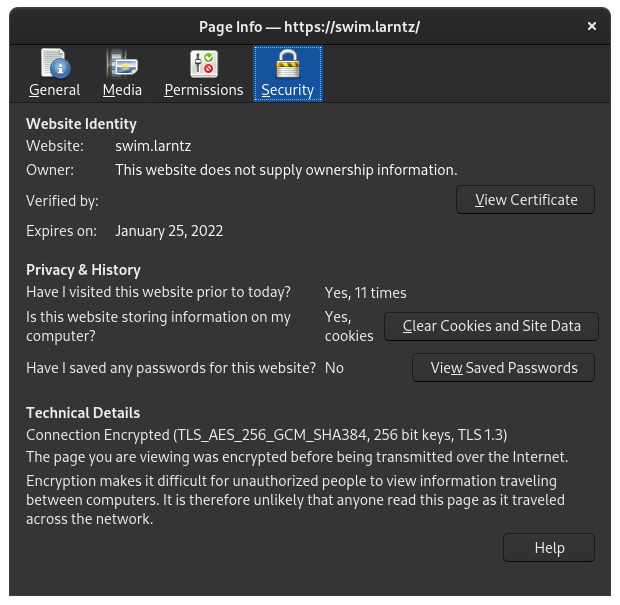 Page Info — https://swim.larntz/
×
General Media Permissions Security
Website Identity
Website: swim.larntz
Owner: This website does not supply ownership information.
Verified by: View Certificate
Expires on: January 25, 2022
Privacy & History
Have I visited this website prior to today? Yes, 11 times
Is this website storing information on my computer? Yes, cookies Clear Cookies and Site Data
Have I saved any passwords for this website? No View Saved Passwords
Technical Details
Connection Encrypted (TLS_AES_256_GCM_SHA384, 256 bit keys, TLS 1.3)
The page you are viewing was encrypted before being transmitted over the Internet.
Encryption makes it difficult for unauthorized people to view information traveling
between computers. It is therefore unlikely that anyone read this page as it traveled
across the network.
Help